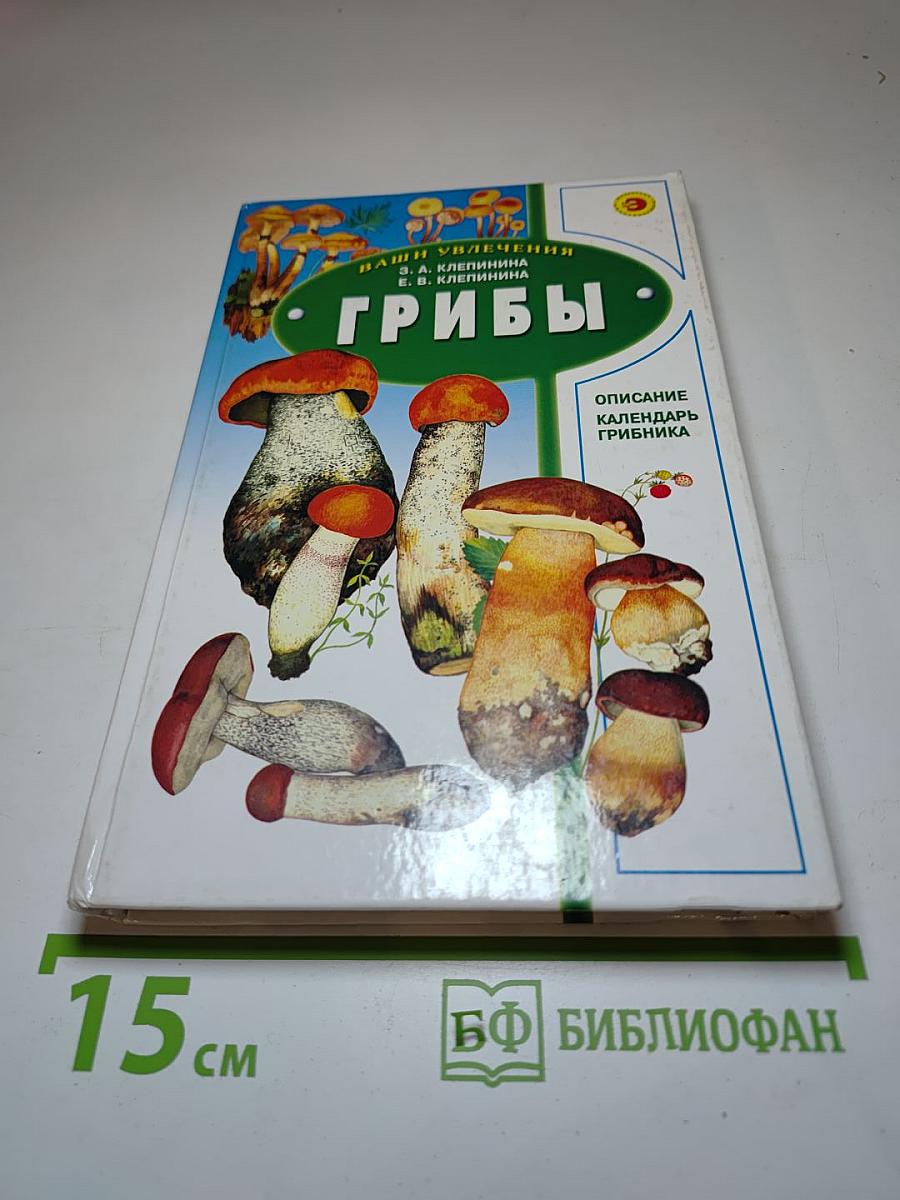 ВАШИ УВЛЕЧЕНИЯ
З. А. КЛЕПИНИНА
Е. В. КЛЕПИНИНА
ГРИБЫ
Э
ОПИСАНИЕ
КАЛЕНДАРЬ
ГРИБНИКА
15 см
БФ БИБЛИОФАН